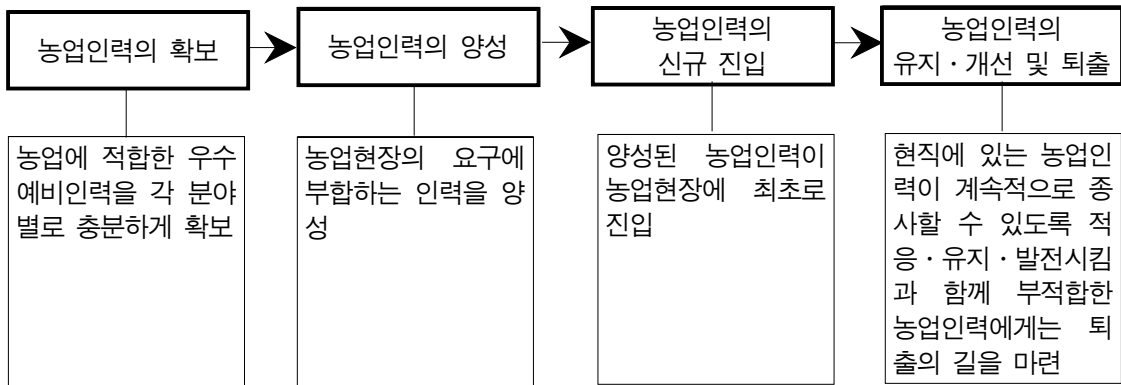 농업인력의 확보
농업인력의 양성
농업인력의
신규 진입
농업인력의
유지·개선 및 퇴출
농업에 적합한 우수
예비인력을 각 분야
별로 충분하게 확보
농업현장의 요구에
부합하는 인력을 양
성
양성된 농업인력이
농업현장에 최초로
진입
현직에 있는 농업인
력이 계속적으로 종
사할 수 있도록 적
응·유지·발전시킴
과 함께 부적합한
농업인력에게는 퇴
출의 길을 마련